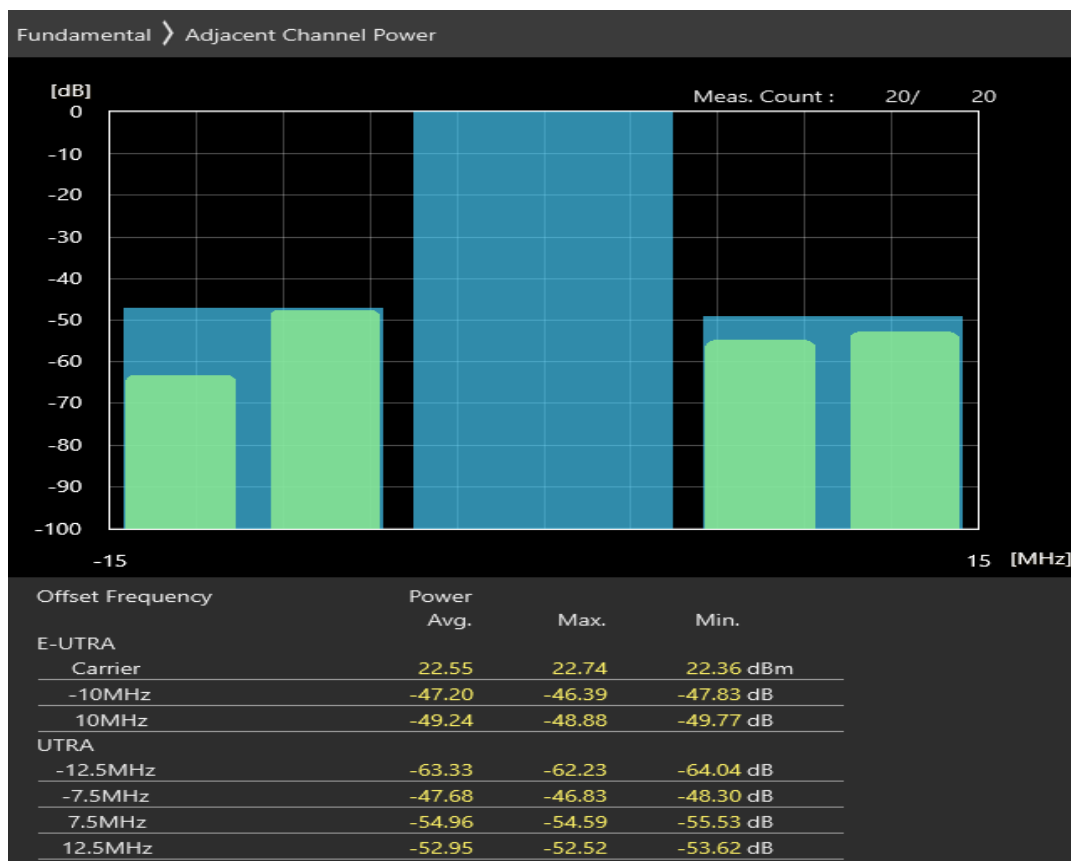 Fundamental > Adjacent Channel Power
[dB]
Meas. Count : 20/ 20
0
-10
-20
-30
-40
-50
-60
-70
-80
-90
-100
-15 15 [MHz]
Offset Frequency Power
Avg. Max. Min.
E-UTRA
Carrier 22.55 22.74 22.36 dBm
-10MHz -47.20 -46.39 -47.83 dB
10MHz -49.24 -48.88 -49.77 dB
UTRA
-12.5MHz -63.33 -62.23 -64.04 dB
-7.5MHz -47.68 -46.83 -48.30 dB
7.5MHz -54.96 -54.59 -55.53 dB
12.5MHz -52.95 -52.52 -53.62 dB